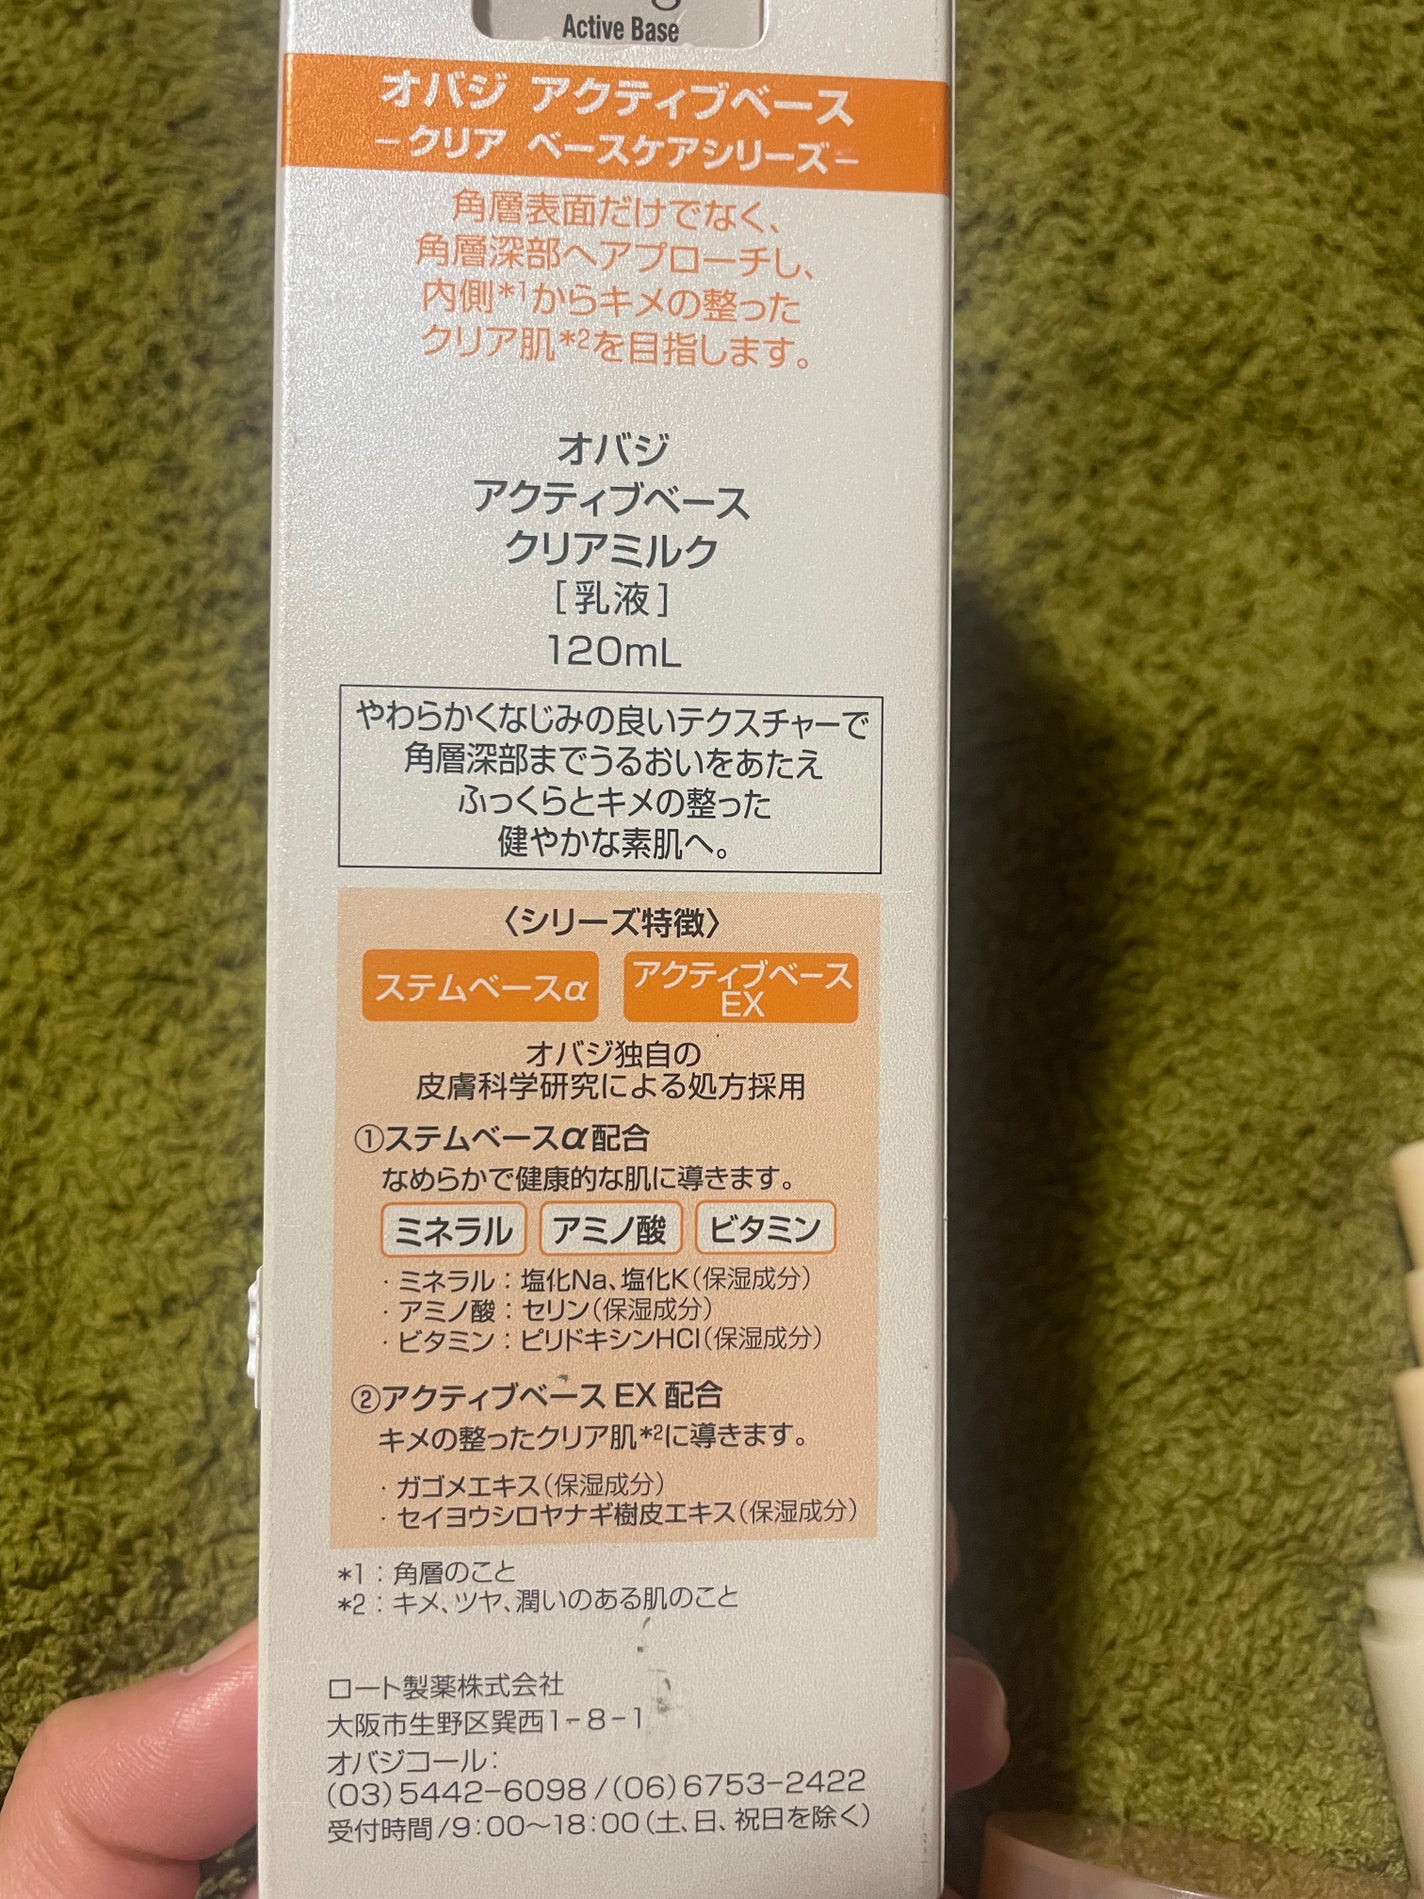 Active Base
オバジ アクティブベース
−クリア ベースケアシリーズ−
角層表面だけでなく、
角層深部へアプローチし、
内側*1からキメの整った
クリア肌*2を目指します。
オバジ
アクティブベース
クリアミルク
[乳液]
120mL
やわらかくなじみの良いテクスチャーで
角層深部までうるおいをあたえ
ふっくらとキメの整った
健やかな素肌へ。
〈シリーズ特徴〉
ステムベースα アクティブベース
EX
オバジ独自の
皮膚科学研究による処方採用
①ステムベースα配合
なめらかで健康的な肌に導きます。
ミネラル アミノ酸 ビタミン
・ミネラル：塩化Na、塩化K(保湿成分)
・アミノ酸：セリン(保湿成分)
・ビタミン：ピリドキシンHCl(保湿成分)
②アクティブベース EX 配合
キメの整ったクリア肌*2に導きます。
・ガゴメエキス(保湿成分)
・セイヨウシロヤナギ樹皮エキス(保湿成分)
*1：角層のこと
*2：キメ、ツヤ、潤いのある肌のこと
ロート製薬株式会社
大阪市生野区巽西1−8−1
オバジコール：
(03)5442−6098/(06)6753−2422
受付時間/9:00〜18:00(土、日、祝日を除く)